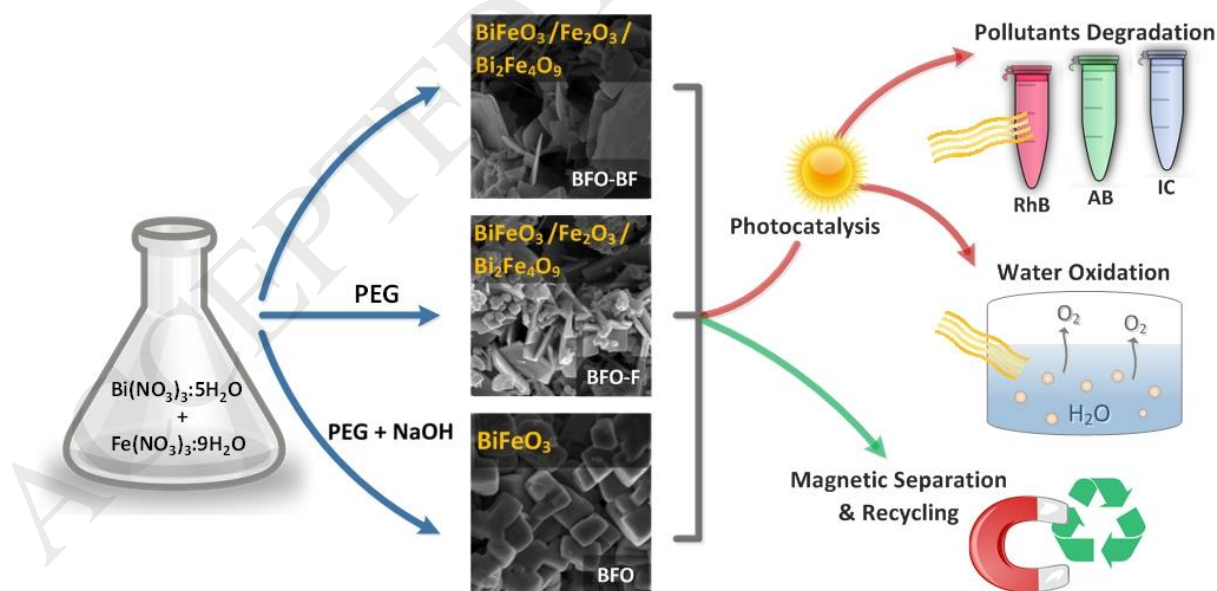 ACCEPTED
Bi(NO₃)₃:5H₂O
+
Fe(NO₃)₃:9H₂O
PEG
PEG + NaOH
BiFeO₃/Fe₂O₃/
Bi₂Fe₄O₉
BFO-BF
BiFeO₃/Fe₂O₃/
Bi₂Fe₄O₉
BFO-F
BiFeO₃
BFO
Photocatalysis
Pollutants Degradation
RhB
AB
IC
Water Oxidation
O₂
O₂
H₂O
Magnetic Separation
& Recycling